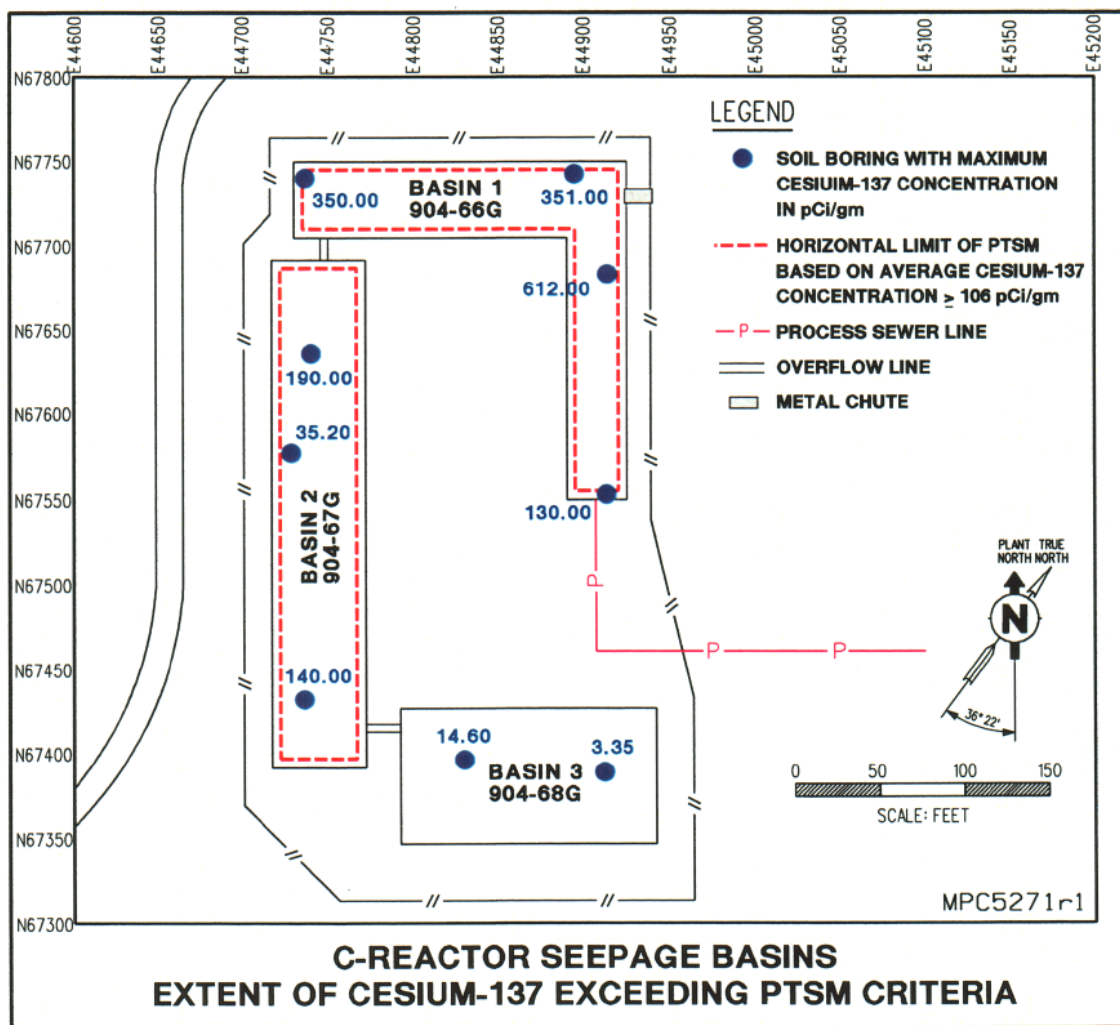 E44600
E44650
E44700
E44750
E44800
E44850
E44900
E44950
E45000
E45050
E45100
E45150
E45200
N67800
N67750
N67700
N67650
N67600
N67550
N67500
N67450
N67400
N67350
N67300
BASIN 1
904-66G
350.00
351.00
612.00
130.00
190.00
35.20
BASIN 2
904-67G
140.00
14.60
3.35
BASIN 3
904-68G
P
P
P
LEGEND
SOIL BORING WITH MAXIMUM
CESIUIM-137 CONCENTRATION
IN pCi/gm
HORIZONTAL LIMIT OF PTSM
BASED ON AVERAGE CESIUM-137
CONCENTRATION ≥ 106 pCi/gm
P PROCESS SEWER LINE
OVERFLOW LINE
METAL CHUTE
PLANT TRUE
NORTH NORTH
N
36° 22'
0 50 100 150
SCALE: FEET
MPC5271r1
C-REACTOR SEEPAGE BASINS
EXTENT OF CESIUM-137 EXCEEDING PTSM CRITERIA